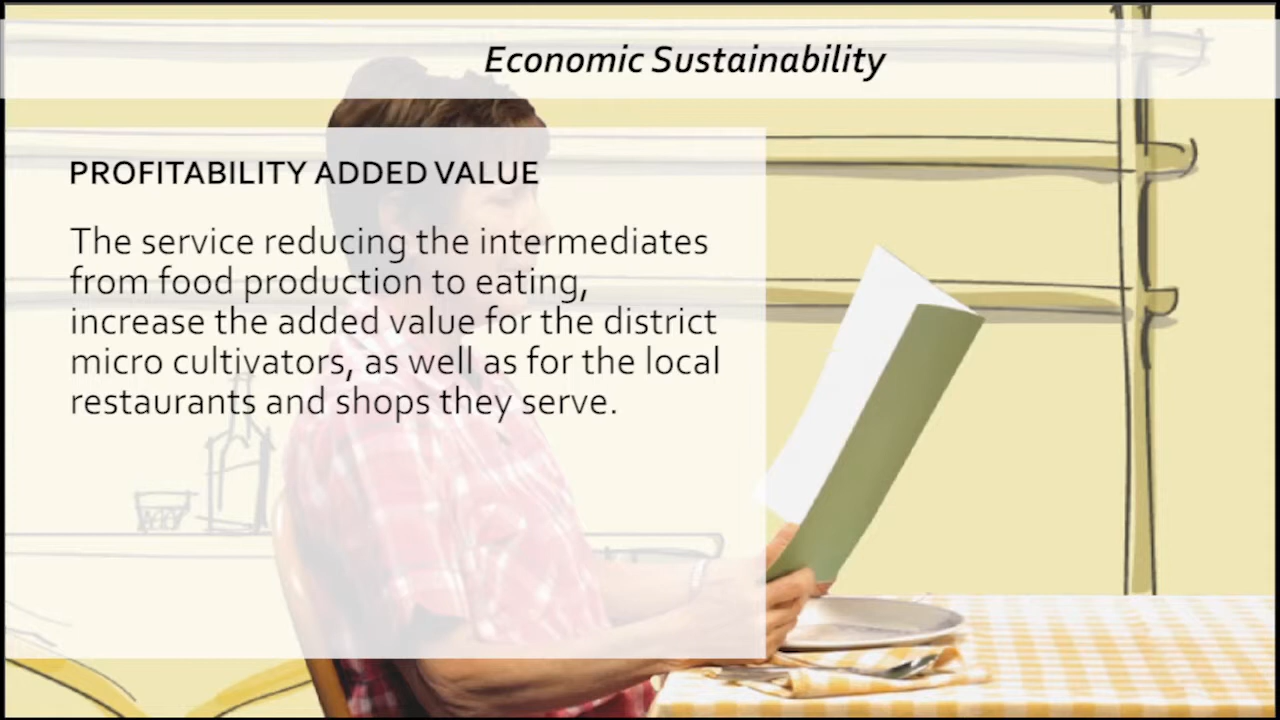 Economic Sustainability
PROFITABILITY ADDED VALUE
The service reducing the intermediates
from food production to eating,
increase the added value for the district
micro cultivators, as well as for the local
restaurants and shops they serve.